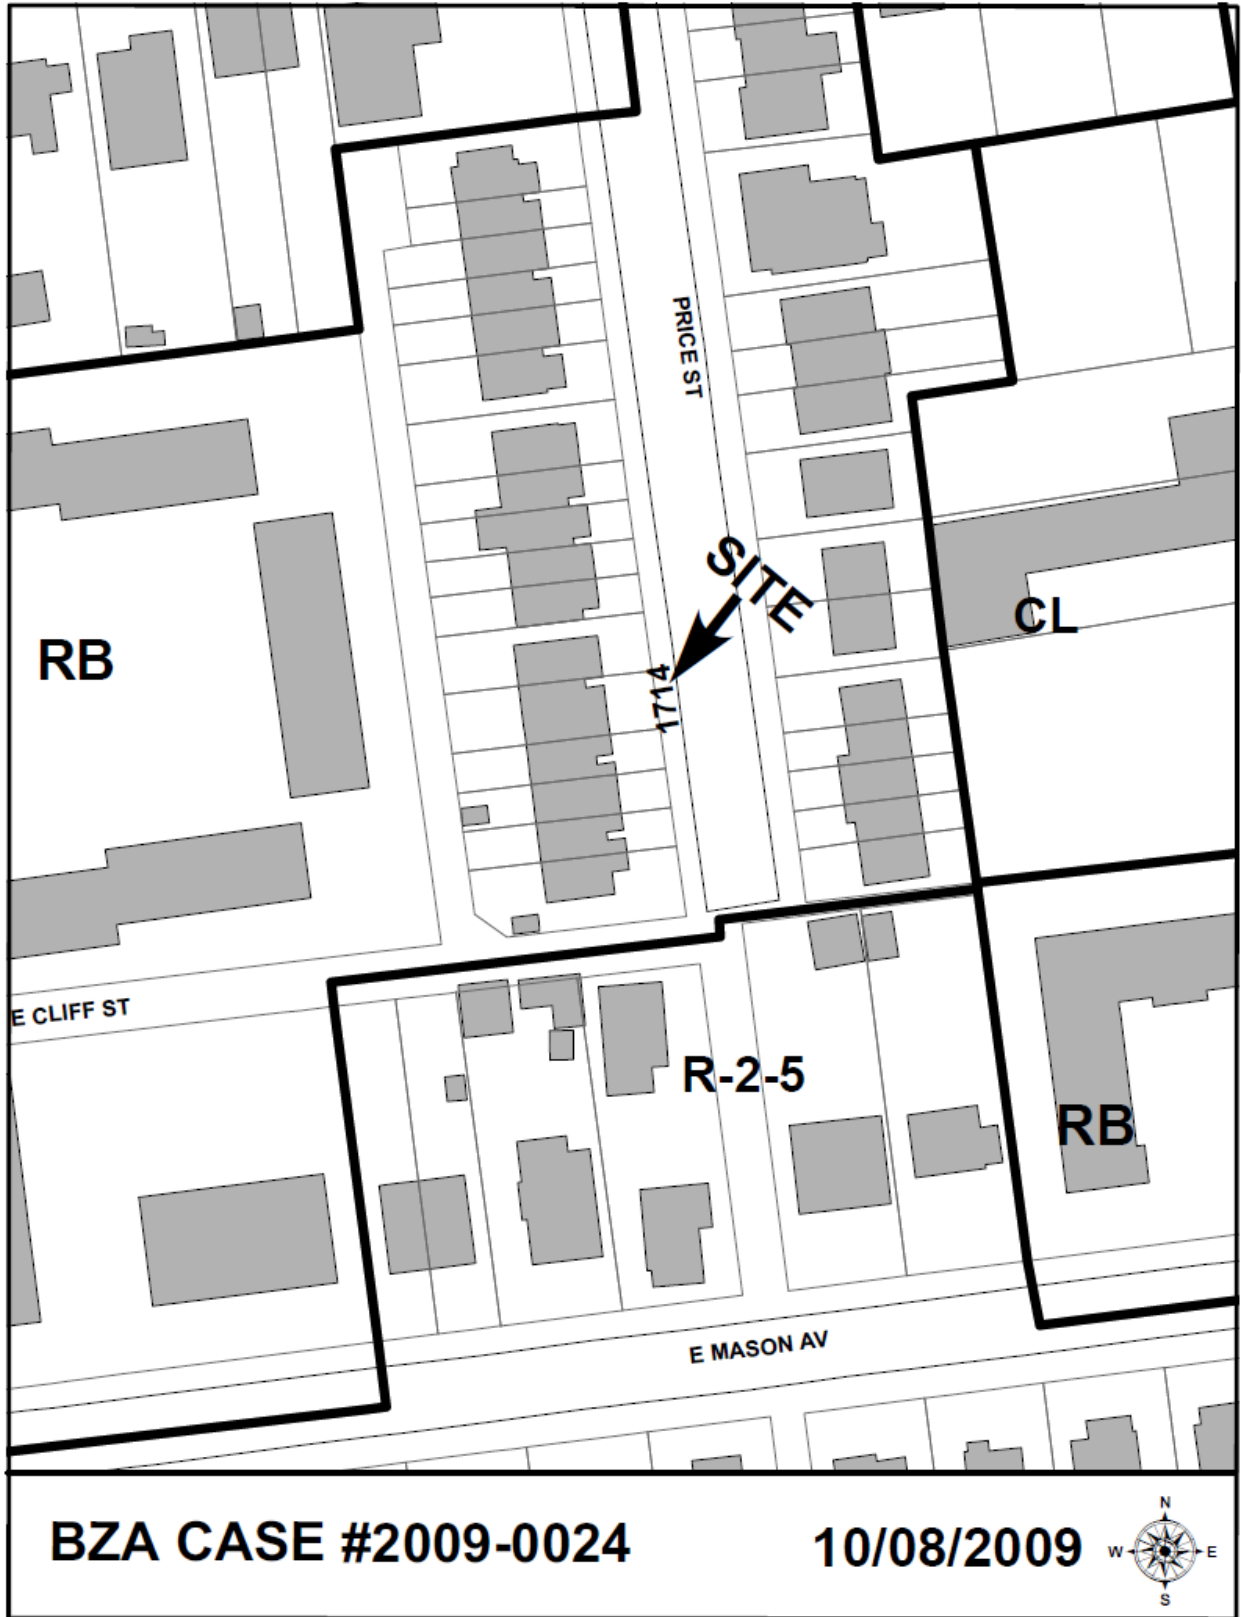 PRICE ST
SITE
1714
RB
CL
E CLIFF ST
R-2-5
RB
E MASON AV
BZA CASE #2009-0024
10/08/2009
N
W
E
S